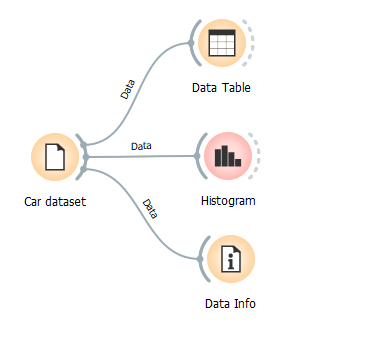 Data
Data Table
Data
Car dataset
Histogram
Data
Data Info